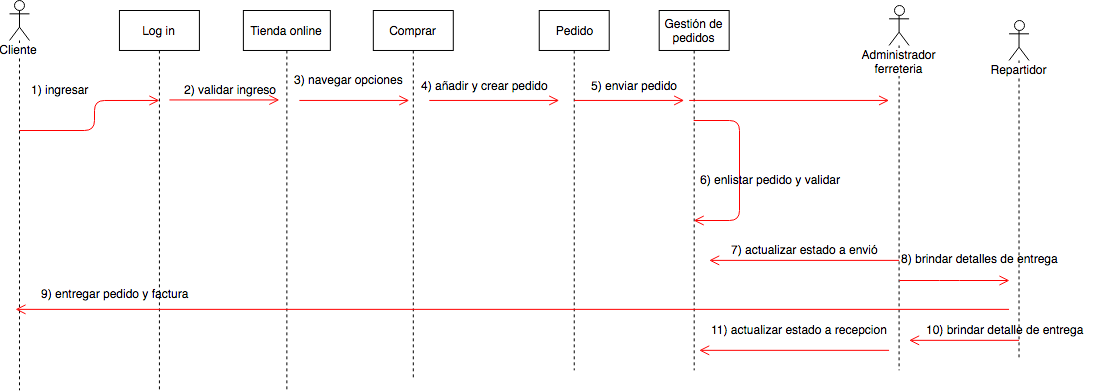 Cliente
Log in
Tienda online
Comprar
Pedido
Gestión de
pedidos
Administrador
ferreteria
Repartidor
1) ingresar
2) validar ingreso
3) navegar opciones
4) añadir y crear pedido
5) enviar pedido
6) enlistar pedido y validar
7) actualizar estado a envió
8) brindar detalles de entrega
9) entregar pedido y factura
11) actualizar estado a recepcion
10) brindar detalle de entrega